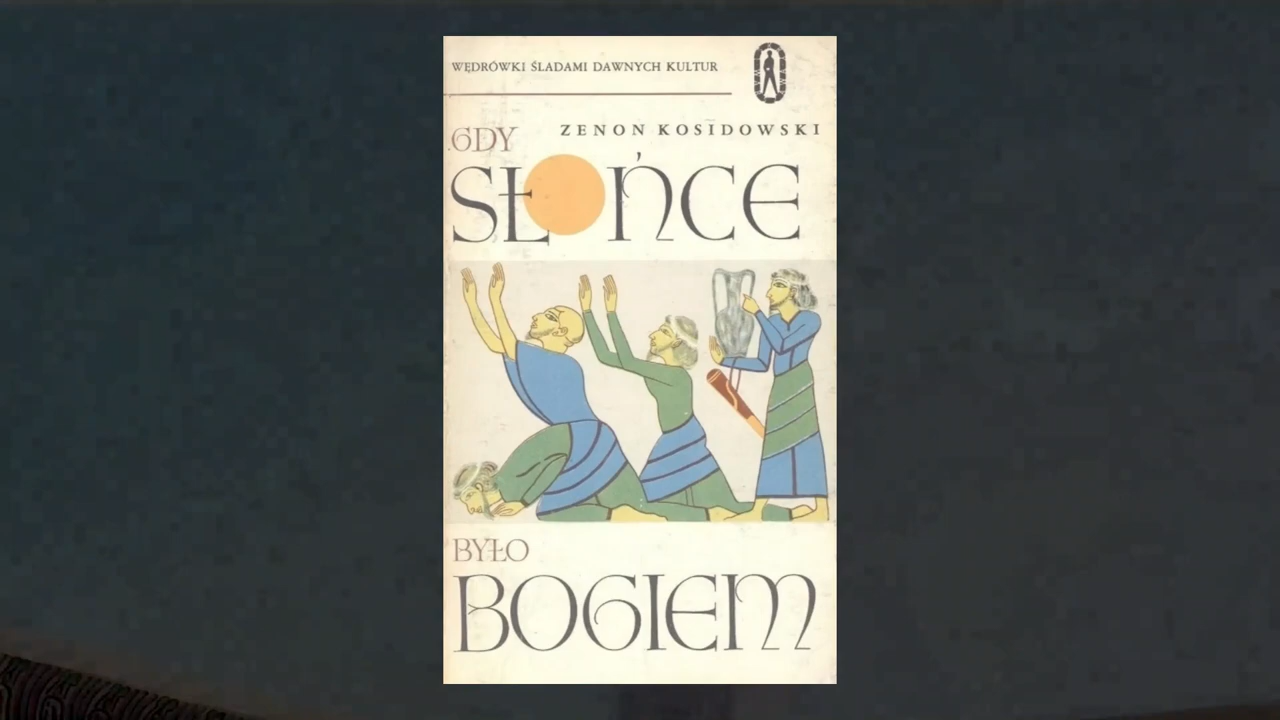 WĘDRÓWKI ŚLADAMI DAWNYCH KULTUR
ZENON KOSIDOWSKI
GDY
SŁOŃCE
BYŁO
BOGIEM